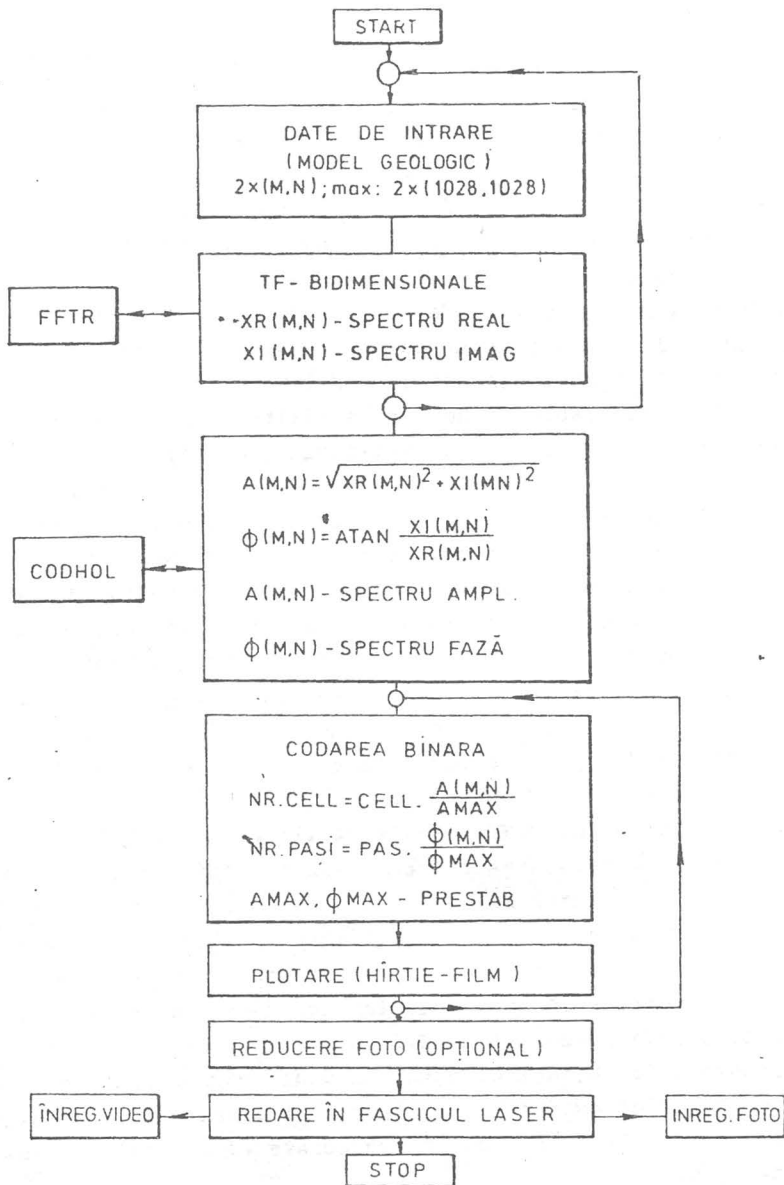 START
DATE DE INTRARE
(MODEL GEOLOGIC)
2×(M,N); max: 2×(1028,1028)
TF- BIDIMENSIONALE
FFTR
XR(M,N)-SPECTRU REAL
XI(M,N)-SPECTRU IMAG
A(M,N)=√XR(M,N)²+XI(MN)²
ϕ(M,N)=ATAN XI(M,N)/XR(M,N)
CODHOL
A(M,N)- SPECTRU AMPL.
ϕ(M,N)-SPECTRU FAZĂ
CODAREA BINARA
NR.CELL=CELL. A(M,N)/AMAX
NR.PASI=PAS. ϕ(M,N)/ϕMAX
AMAX, ϕMAX - PRESTAB
PLOTARE (HÎRTIE-FILM)
REDUCERE FOTO (OPȚIONAL)
ÎNREG.VIDEO
REDARE ÎN FASCICUL LASER
INREG.FOTO
STOP